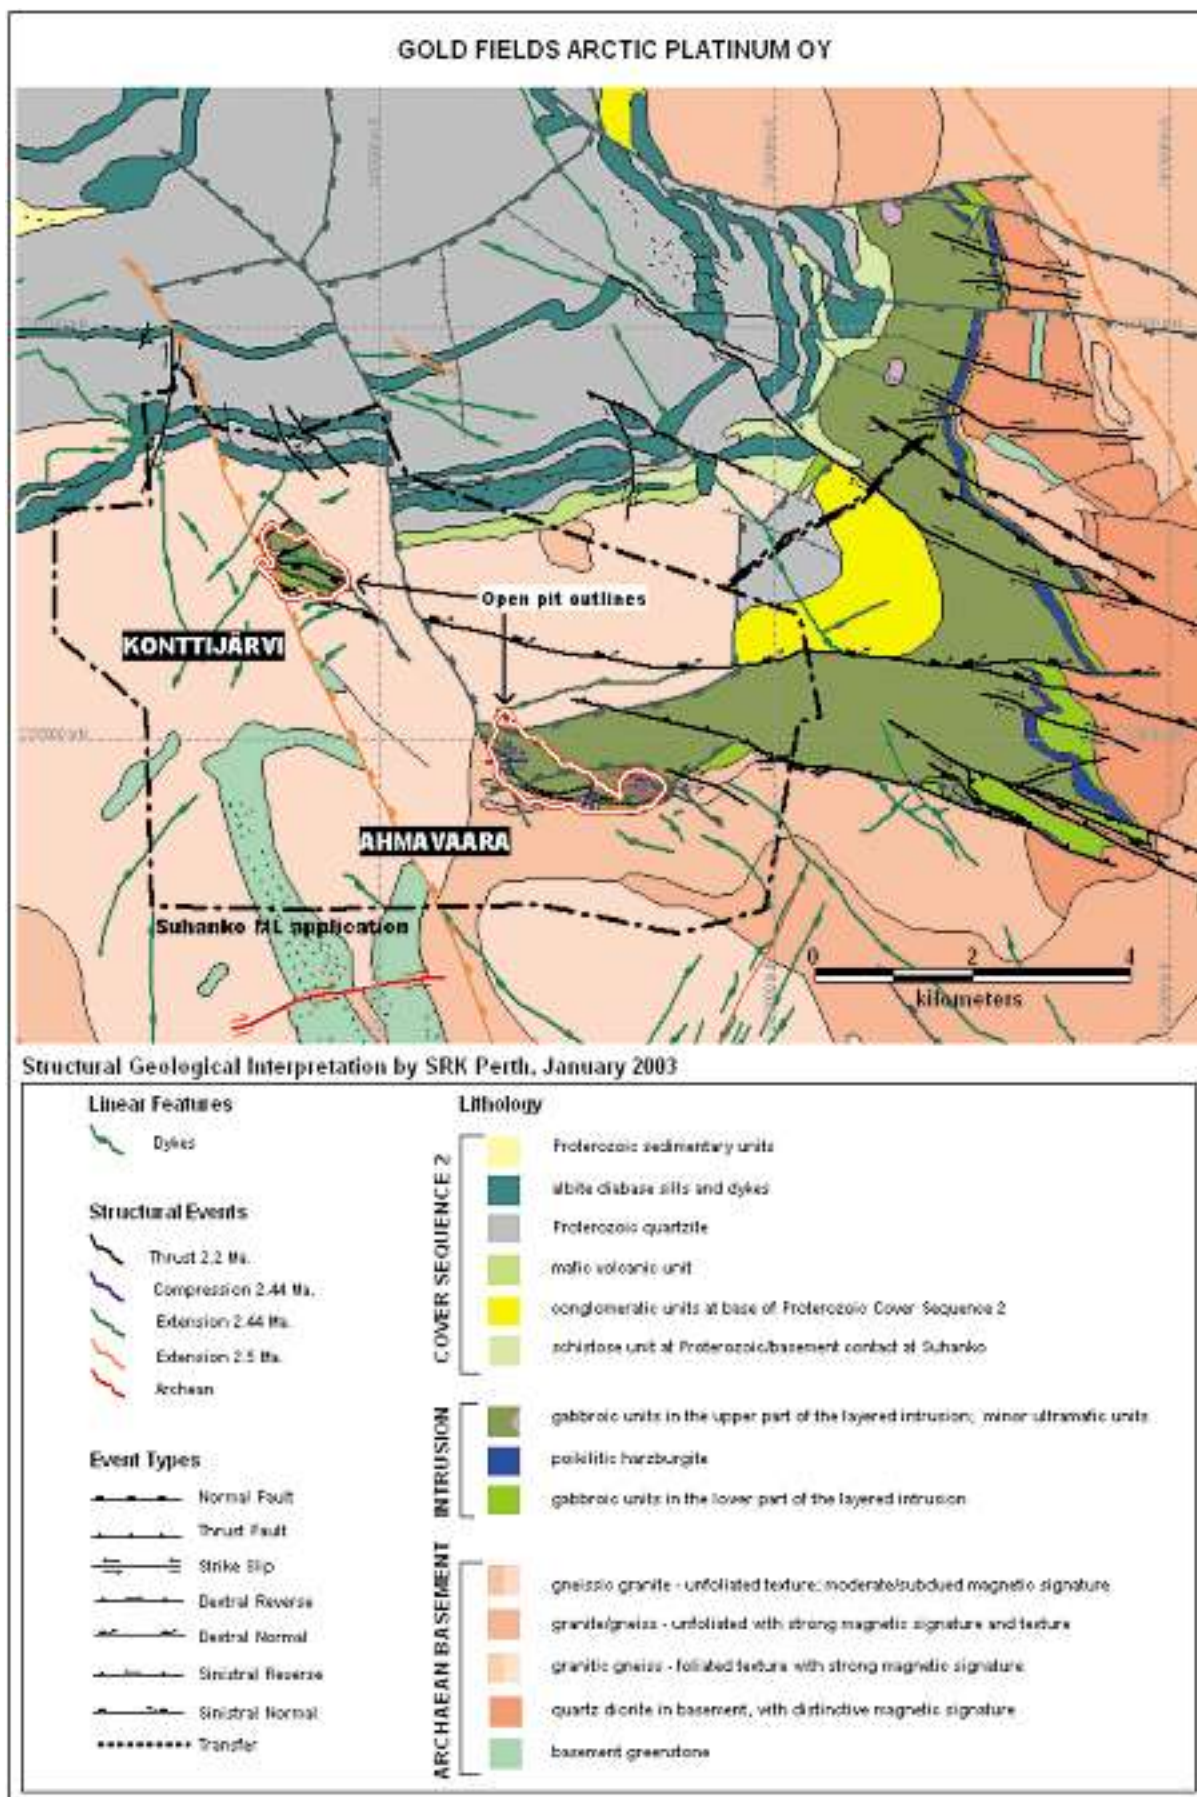 GOLD FIELDS ARCTIC PLATINUM OY
Open pit outlines
KONTTIJÄRVI
AHMAVAARA
Suhanko ML application
0 2 4
kilometers
Structural Geological Interpretation by SRK Perth, January 2003
Linear Features
Dykes
Structural Events
Thrust 2.2 Ma.
Compression 2.44 Ma.
Extension 2.44 Ma.
Extension 2.5 Ma.
Archean
Event Types
Normal Fault
Thrust Fault
Strike Slip
Dextral Reverse
Dextral Normal
Sinistral Reverse
Sinistral Normal
Transfer
Lithology
COVER SEQUENCE 2
Proterozoic sedimentary units
albite diabase sills and dykes
Proterozoic quartzite
mafic volcanic unit
conglomeratic units at base of Proterozoic Cover Sequence 2
schistose unit at Proterozoic/basement contact at Suhanko
INTRUSION
gabbroic units in the upper part of the layered intrusion; minor ultramafic units
poikilitic harzburgite
gabbroic units in the lower part of the layered intrusion
ARCHAEAN BASEMENT
gneissic granite - unfoliated texture; moderate/subdued magnetic signature
granite/gneiss - unfoliated with strong magnetic signature and texture
granitic gneiss - foliated texture with strong magnetic signature
quartz diorite in basement, with distinctive magnetic signature
basement greenstone